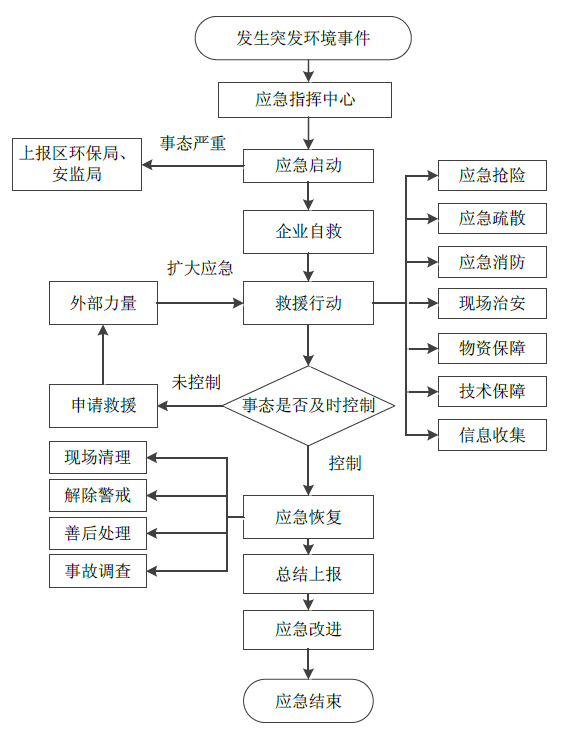 发生突发环境事件
应急指挥中心
事态严重
上报区环保局、
安监局
应急启动
应急抢险
企业自救
应急疏散
扩大应急
应急消防
外部力量
救援行动
现场治安
物资保障
未控制
申请救援
事态是否及时控制
技术保障
信息收集
控制
现场清理
解除警戒
应急恢复
善后处理
事故调查
总结上报
应急改进
应急结束